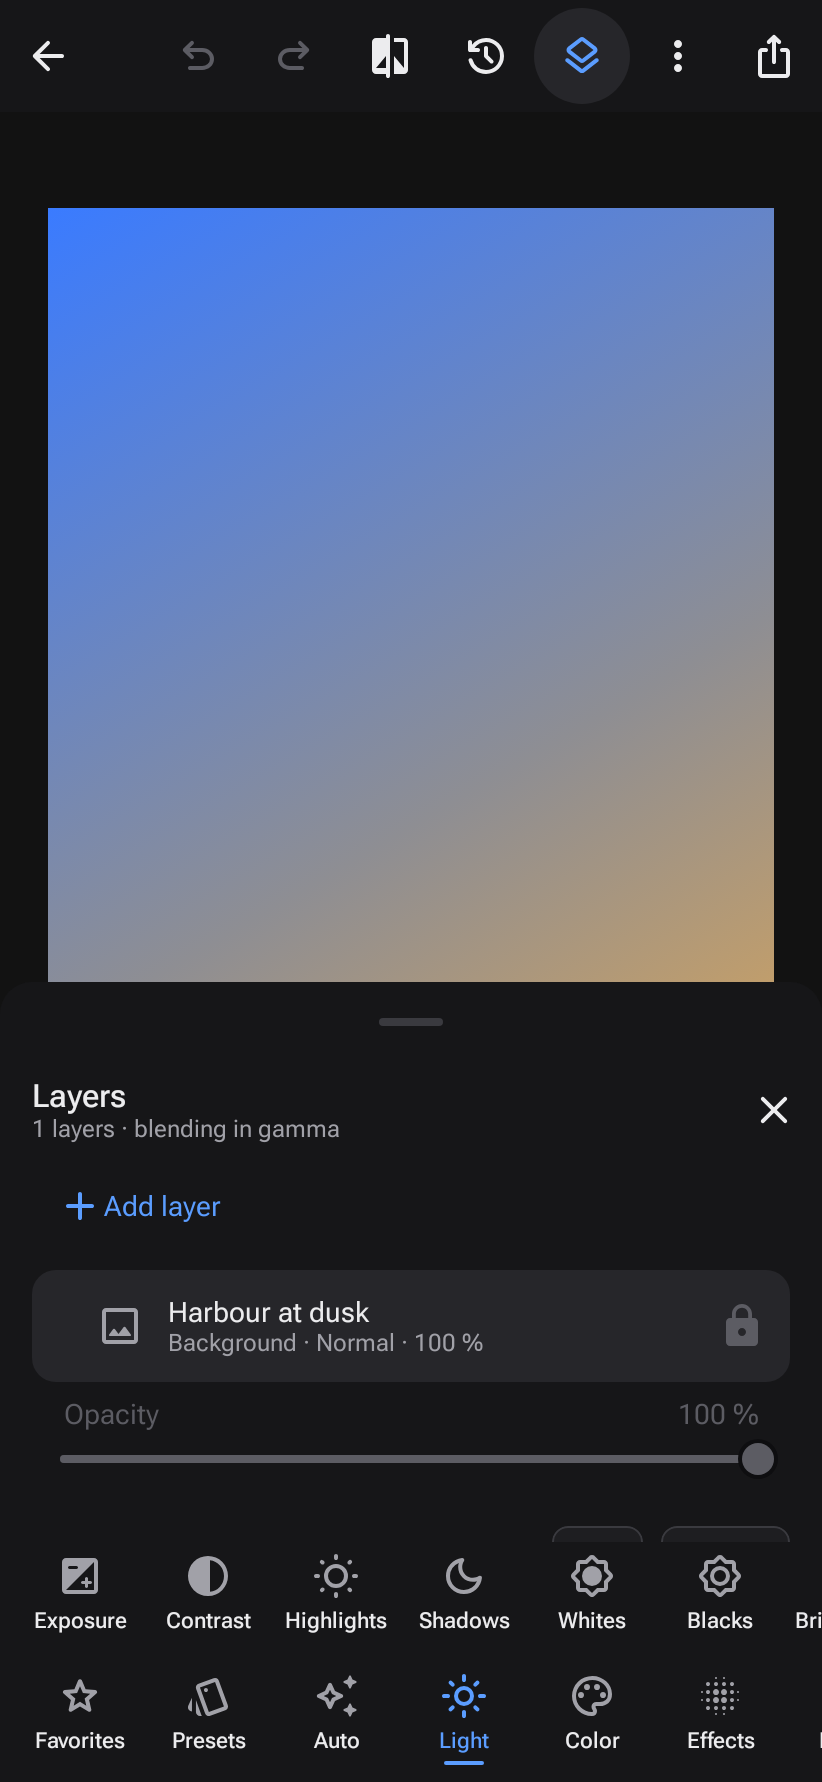 Layers
1 layers · blending in gamma
Add layer
Harbour at dusk
Background · Normal · 100 %
Opacity 100 %
Exposure Contrast Highlights Shadows Whites Blacks
Favorites Presets Auto Light Color Effects